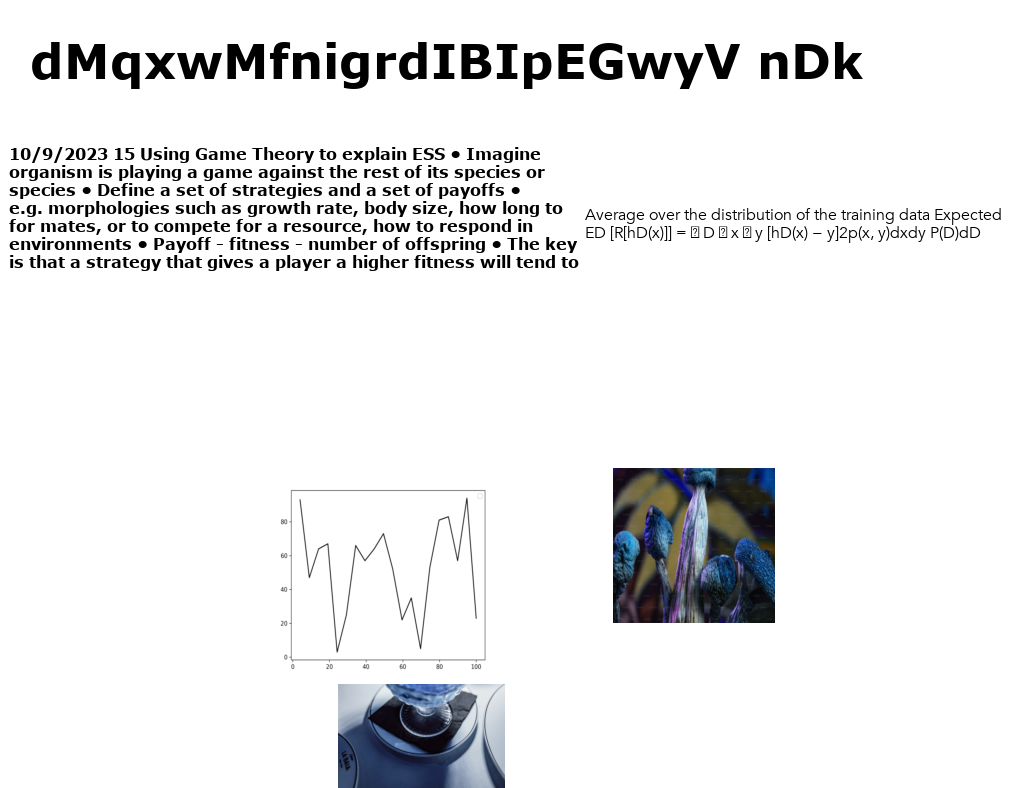 dMqxwMfnigrdIBIpEGwyV nDk
10/9/2023 15 Using Game Theory to explain ESS • Imagine
organism is playing a game against the rest of its species or
species • Define a set of strategies and a set of payoffs •
e.g. morphologies such as growth rate, body size, how long to
for mates, or to compete for a resource, how to respond in
environments • Payoff - fitness - number of offspring • The key
is that a strategy that gives a player a higher fitness will tend to
Average over the distribution of the training data Expected
ED [R[hD(x)]] = D x y [hD(x) − y]2p(x, y)dxdy P(D)dD
80
60
40
20
0
0 20 40 60 80 100